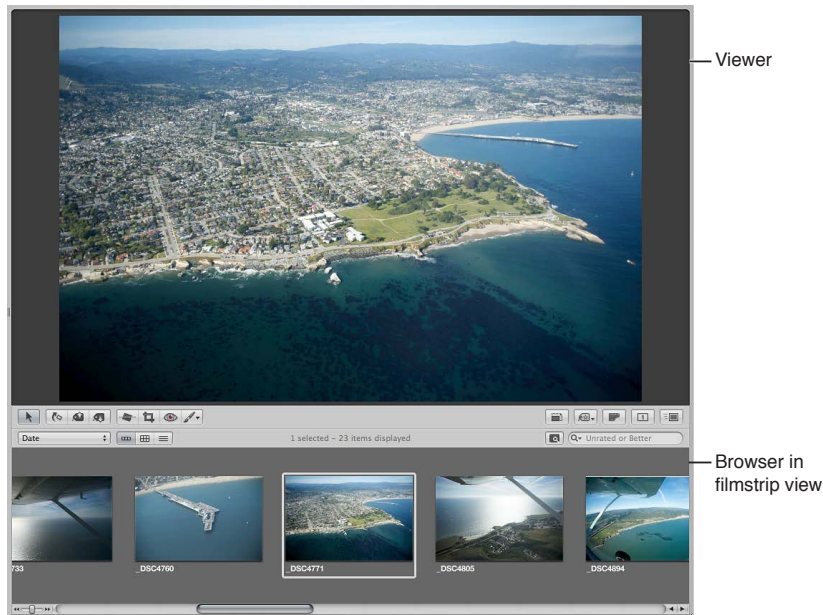 Viewer
Date
1 selected – 23 items displayed
Unrated or Better
Browser in
filmstrip view
733
_DSC4760
_DSC4771
_DSC4805
_DSC4894